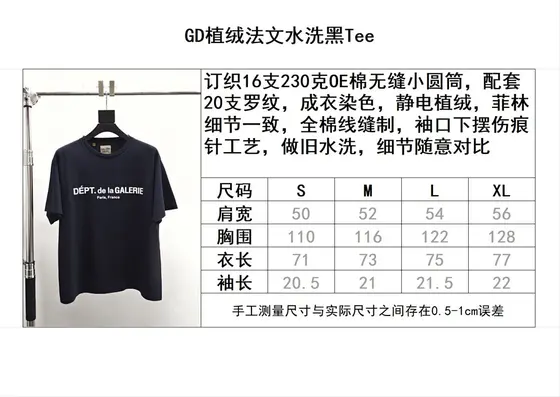 GD植绒法文水洗黑Tee
订织16支230克OE棉无缝小圆筒，配套
20支罗纹，成衣染色，静电植绒，菲林
细节一致，全棉线缝制，袖口下摆伤痕
针工艺，做旧水洗，细节随意对比
DÉPT. de la GALERIE
Paris, France
尺码 S M L XL
肩宽 50 52 54 56
胸围 110 116 122 128
衣长 71 73 75 77
袖长 20.5 21 21.5 22
手工测量尺寸与实际尺寸之间存在0.5-1cm误差